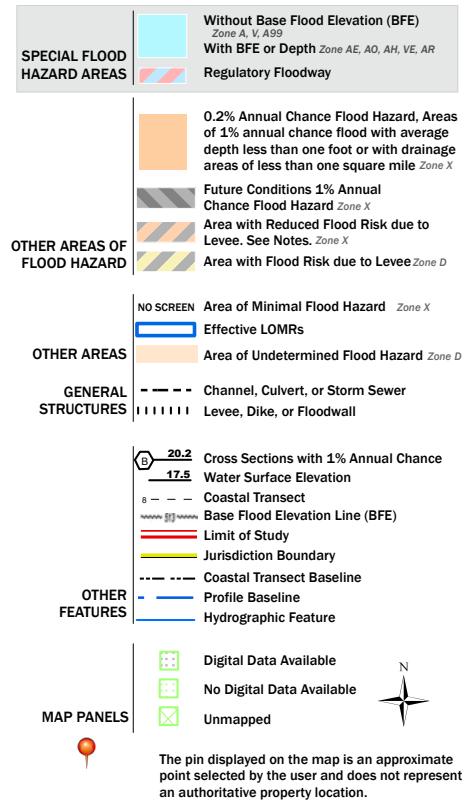 SPECIAL FLOOD
HAZARD AREAS
Without Base Flood Elevation (BFE)
Zone A, V, A99
With BFE or Depth Zone AE, AO, AH, VE, AR
Regulatory Floodway
OTHER AREAS OF
FLOOD HAZARD
0.2% Annual Chance Flood Hazard, Areas
of 1% annual chance flood with average
depth less than one foot or with drainage
areas of less than one square mile Zone X
Future Conditions 1% Annual
Chance Flood Hazard Zone X
Area with Reduced Flood Risk due to
Levee. See Notes. Zone X
Area with Flood Risk due to Levee Zone D
OTHER AREAS
NO SCREEN Area of Minimal Flood Hazard Zone X
Effective LOMRs
Area of Undetermined Flood Hazard Zone D
GENERAL
STRUCTURES
Channel, Culvert, or Storm Sewer
Levee, Dike, or Floodwall
OTHER
FEATURES
B 20.2 Cross Sections with 1% Annual Chance
17.5 Water Surface Elevation
8 Coastal Transect
513 Base Flood Elevation Line (BFE)
Limit of Study
Jurisdiction Boundary
Coastal Transect Baseline
Profile Baseline
Hydrographic Feature
MAP PANELS
Digital Data Available
No Digital Data Available
Unmapped
N
The pin displayed on the map is an approximate
point selected by the user and does not represent
an authoritative property location.